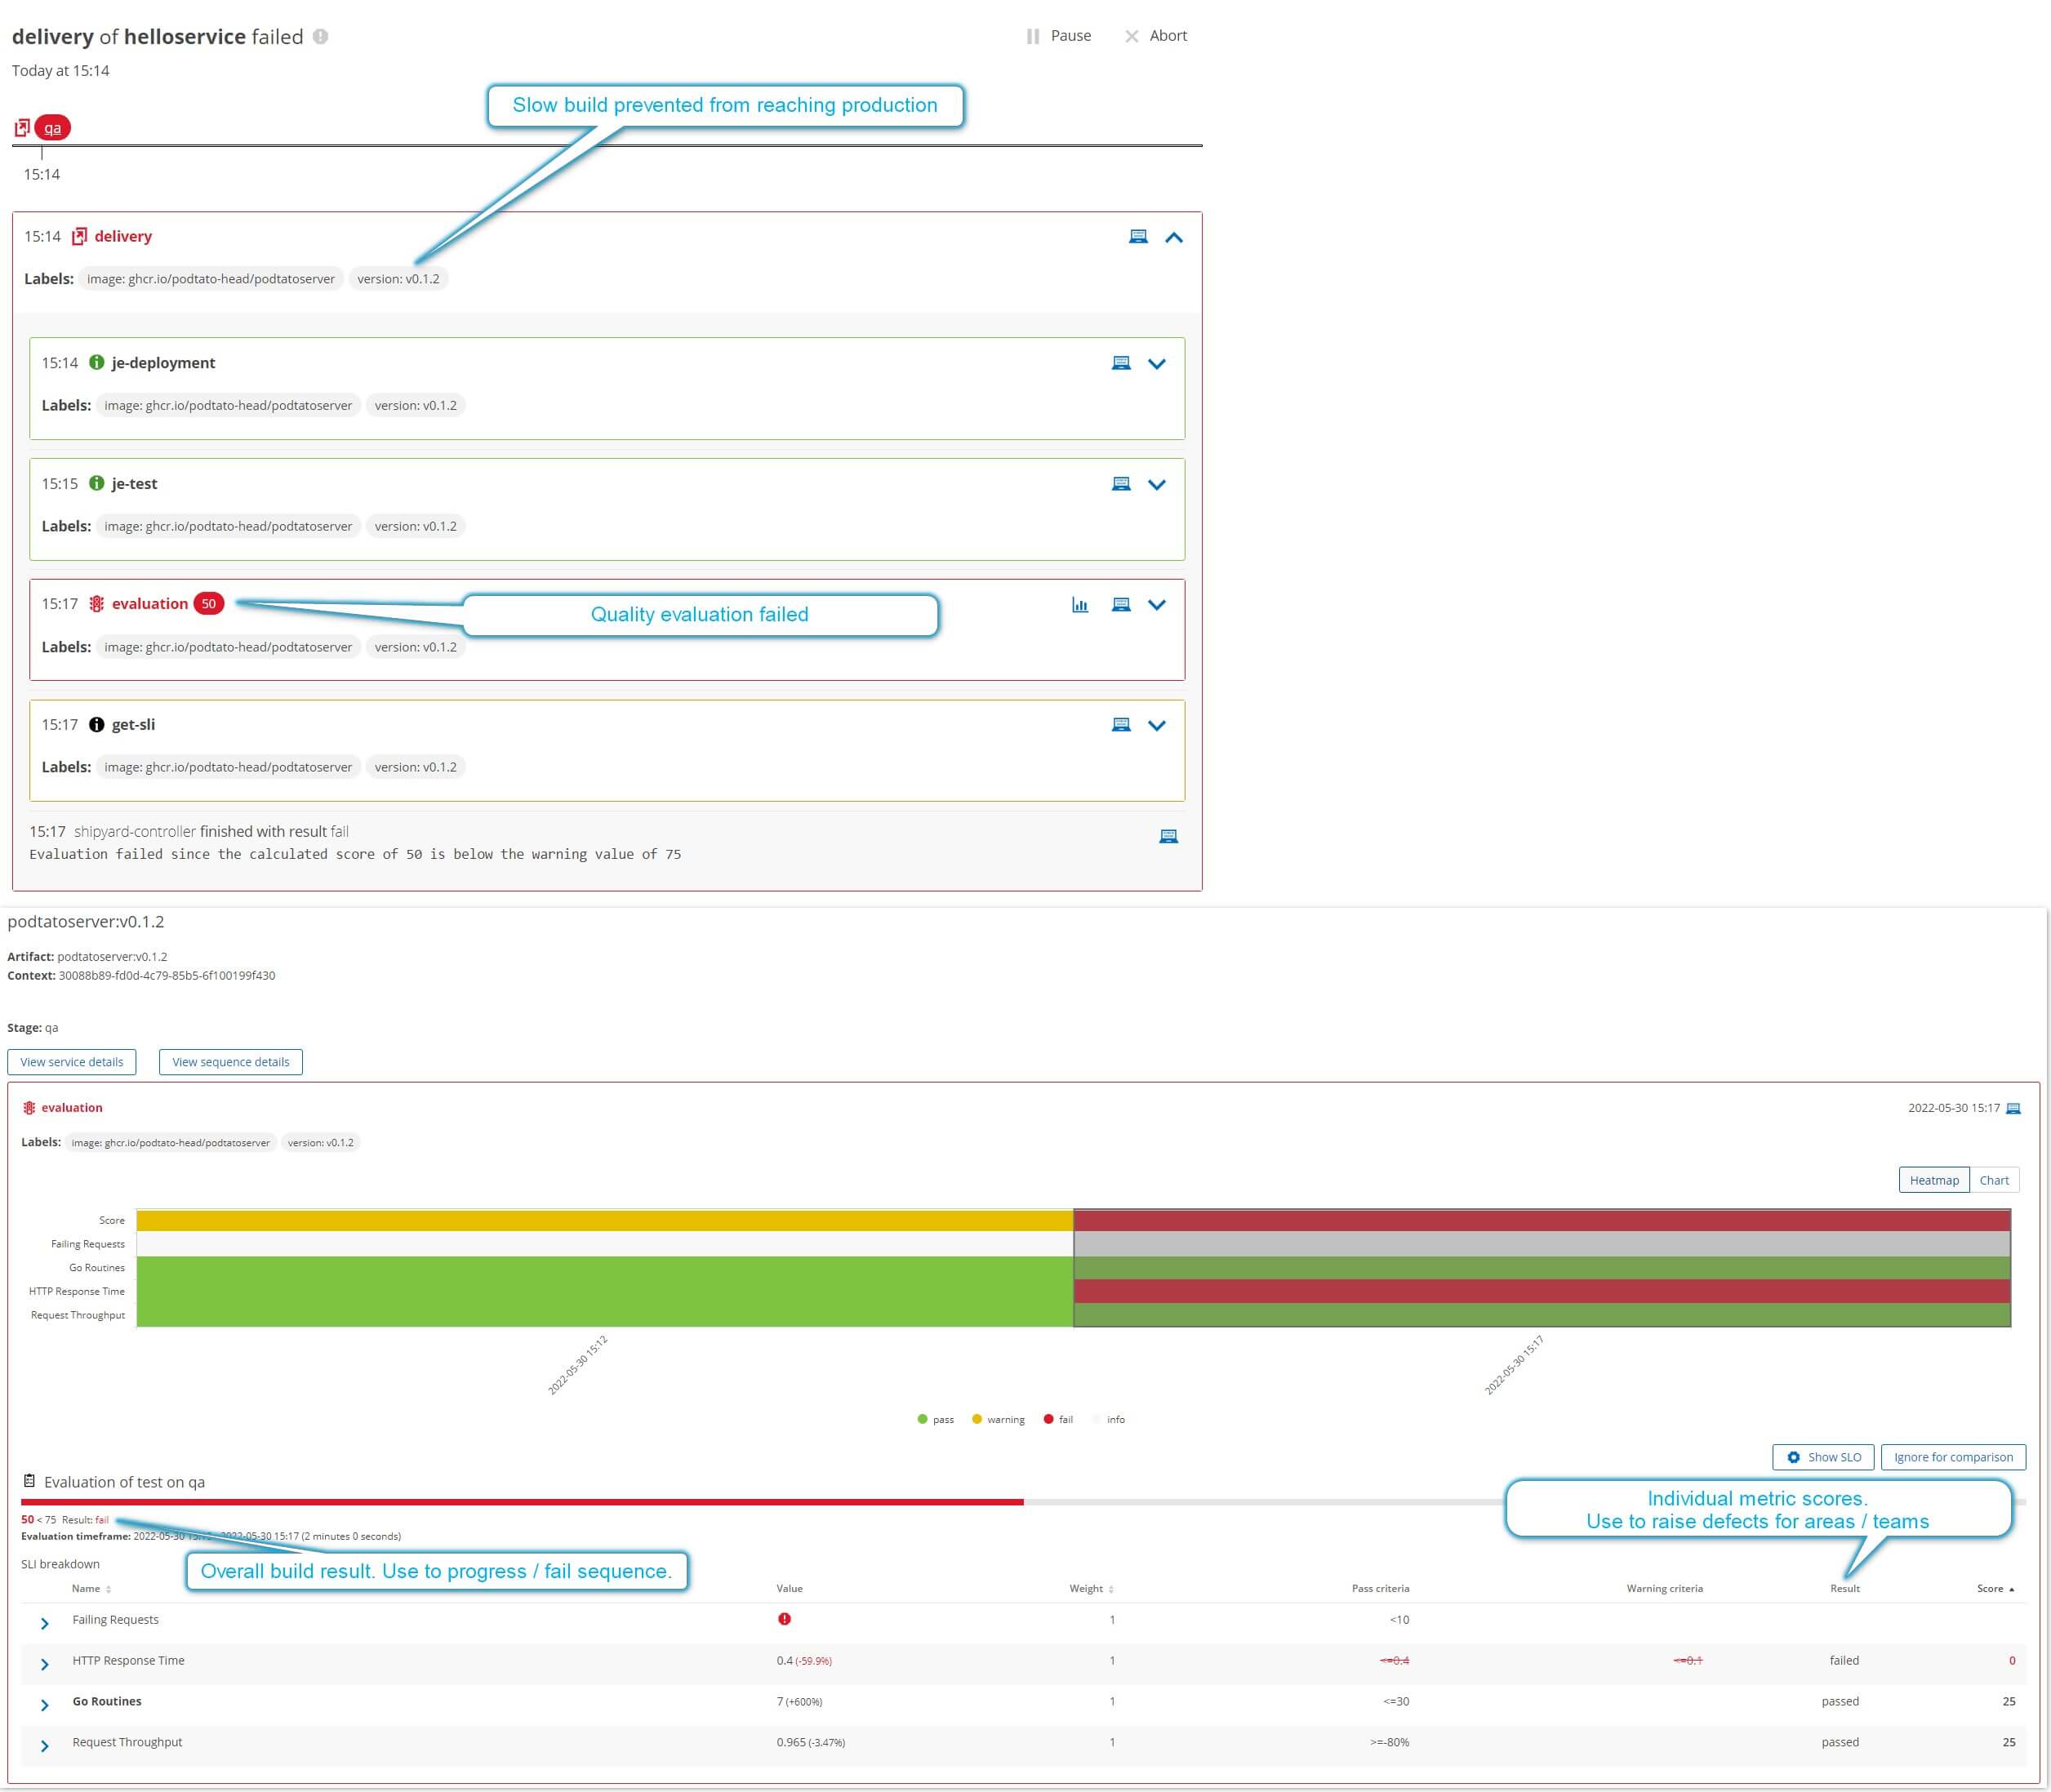 delivery of helloservice failed
Pause
Abort
Today at 15:14
Slow build prevented from reaching production
qa
15:14
15:14 delivery
Labels: image: ghcr.io/podtato-head/podtatoserver version: v0.1.2
15:14 je-deployment
Labels: image: ghcr.io/podtato-head/podtatoserver version: v0.1.2
15:15 je-test
Labels: image: ghcr.io/podtato-head/podtatoserver version: v0.1.2
15:17 evaluation 50
Quality evaluation failed
Labels: image: ghcr.io/podtato-head/podtatoserver version: v0.1.2
15:17 get-sli
Labels: image: ghcr.io/podtato-head/podtatoserver version: v0.1.2
15:17 shipyard-controller finished with result fail
Evaluation failed since the calculated score of 50 is below the warning value of 75
podtatoserver:v0.1.2
Artifact: podtatoserver:v0.1.2
Context: 30088b89-fd0d-4c79-85b5-6f100199f430
Stage: qa
View service details
View sequence details
evaluation
2022-05-30 15:17
Labels: image: ghcr.io/podtato-head/podtatoserver version: v0.1.2
Heatmap Chart
Score
Failing Requests
Go Routines
HTTP Response Time
Request Throughput
2022-05-30 15:12
2022-05-30 15:17
pass warning fail info
Show SLO
Ignore for comparison
Evaluation of test on qa
Individual metric scores.
Use to raise defects for areas / teams
50 < 75 Result: fail
Evaluation timeframe: 2022-05-30 2022-05-30 15:17 (2 minutes 0 seconds)
Overall build result. Use to progress / fail sequence.
SLI breakdown
Name Value Weight Pass criteria Warning criteria Result Score
Failing Requests 1 <10
HTTP Response Time 0.4 (-59.9%) 1 <=0.4 <=0.1 failed 0
Go Routines 7 (+600%) 1 <=30 passed 25
Request Throughput 0.965 (-3.47%) 1 >=-80% passed 25